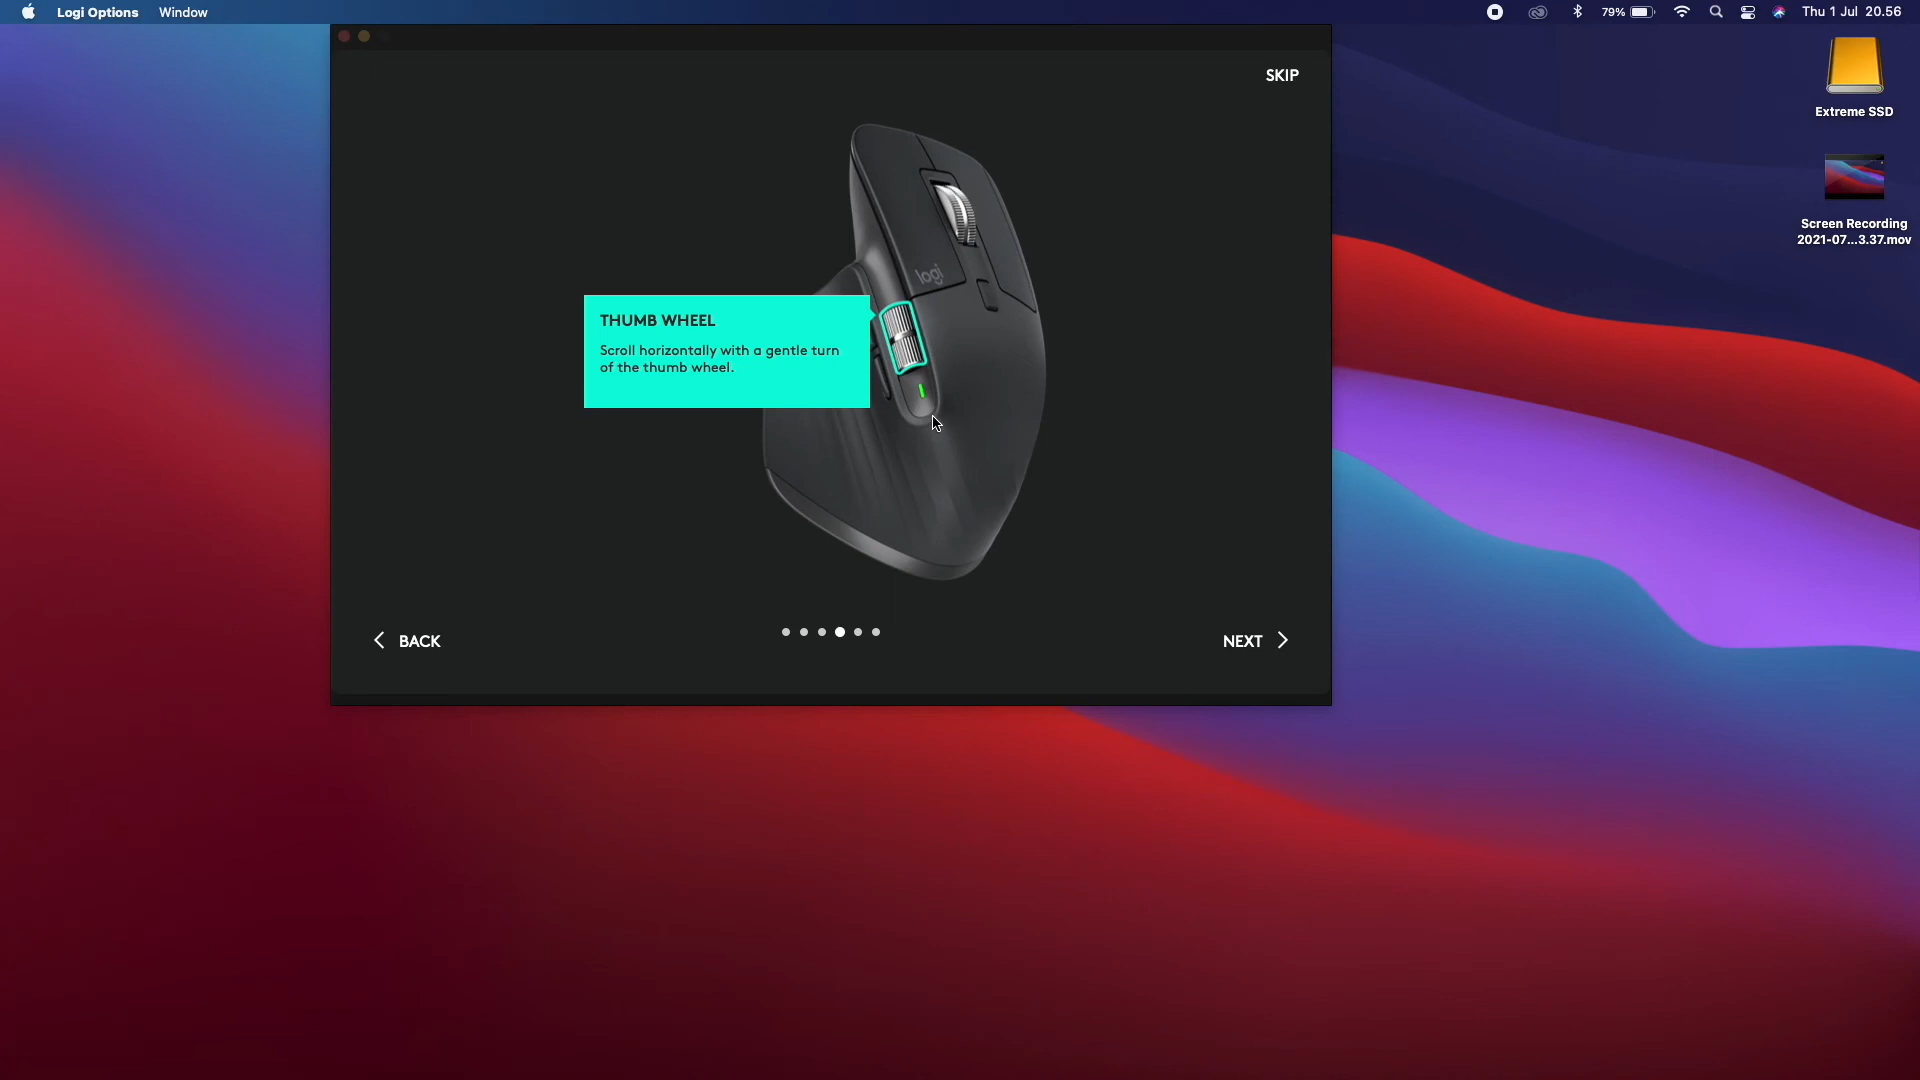 Logi Options Window 79% Thu 1 Jul 20.56
SKIP
Extreme SSD
Screen Recording
2021-07...3.37.mov
logi
THUMB WHEEL
Scroll horizontally with a gentle turn
of the thumb wheel.
BACK
NEXT